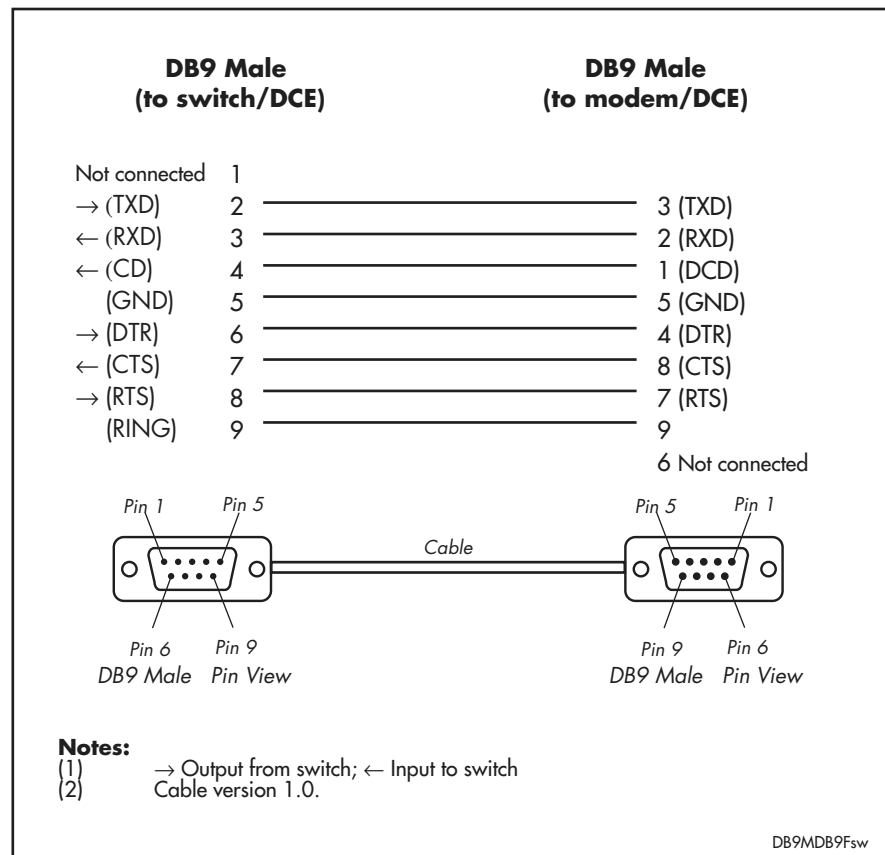 DB9 Male
(to switch/DCE)
DB9 Male
(to modem/DCE)
Not connected 1
→ (TXD) 2 3 (TXD)
← (RXD) 3 2 (RXD)
← (CD) 4 1 (DCD)
(GND) 5 5 (GND)
→ (DTR) 6 4 (DTR)
← (CTS) 7 8 (CTS)
→ (RTS) 8 7 (RTS)
(RING) 9 9
6 Not connected
Pin 1 Pin 5 Pin 5 Pin 1
Cable
Pin 6 Pin 9 Pin 9 Pin 6
DB9 Male Pin View DB9 Male Pin View
Notes:
(1) → Output from switch; ← Input to switch
(2) Cable version 1.0.
DB9MDB9Fsw